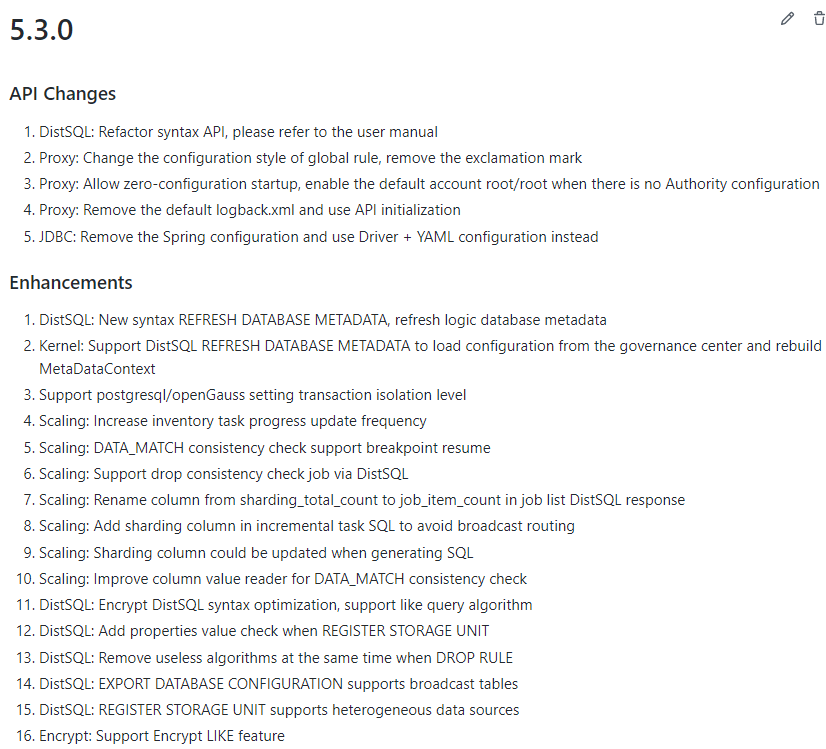 5.3.0
API Changes
1. DistSQL: Refactor syntax API, please refer to the user manual
2. Proxy: Change the configuration style of global rule, remove the exclamation mark
3. Proxy: Allow zero-configuration startup, enable the default account root/root when there is no Authority configuration
4. Proxy: Remove the default logback.xml and use API initialization
5. JDBC: Remove the Spring configuration and use Driver + YAML configuration instead
Enhancements
1. DistSQL: New syntax REFRESH DATABASE METADATA, refresh logic database metadata
2. Kernel: Support DistSQL REFRESH DATABASE METADATA to load configuration from the governance center and rebuild
MetaDataContext
3. Support postgresql/openGauss setting transaction isolation level
4. Scaling: Increase inventory task progress update frequency
5. Scaling: DATA_MATCH consistency check support breakpoint resume
6. Scaling: Support drop consistency check job via DistSQL
7. Scaling: Rename column from sharding_total_count to job_item_count in job list DistSQL response
8. Scaling: Add sharding column in incremental task SQL to avoid broadcast routing
9. Scaling: Sharding column could be updated when generating SQL
10. Scaling: Improve column value reader for DATA_MATCH consistency check
11. DistSQL: Encrypt DistSQL syntax optimization, support like query algorithm
12. DistSQL: Add properties value check when REGISTER STORAGE UNIT
13. DistSQL: Remove useless algorithms at the same time when DROP RULE
14. DistSQL: EXPORT DATABASE CONFIGURATION supports broadcast tables
15. DistSQL: REGISTER STORAGE UNIT supports heterogeneous data sources
16. Encrypt: Support Encrypt LIKE feature